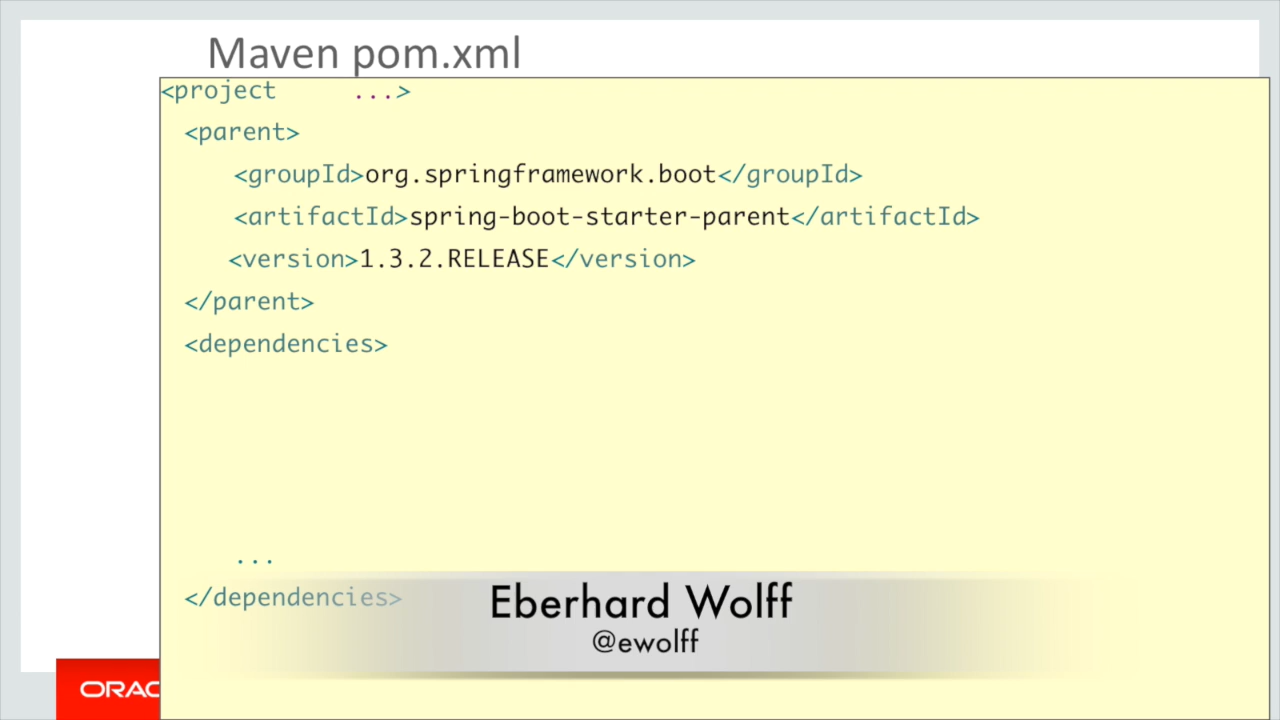 Maven pom.xml
<project ...>
<parent>
<groupId>org.springframework.boot</groupId>
<artifactId>spring-boot-starter-parent</artifactId>
<version>1.3.2.RELEASE</version>
</parent>
<dependencies>
...
</dependencies>
Eberhard Wolff
@ewolff
ORAC